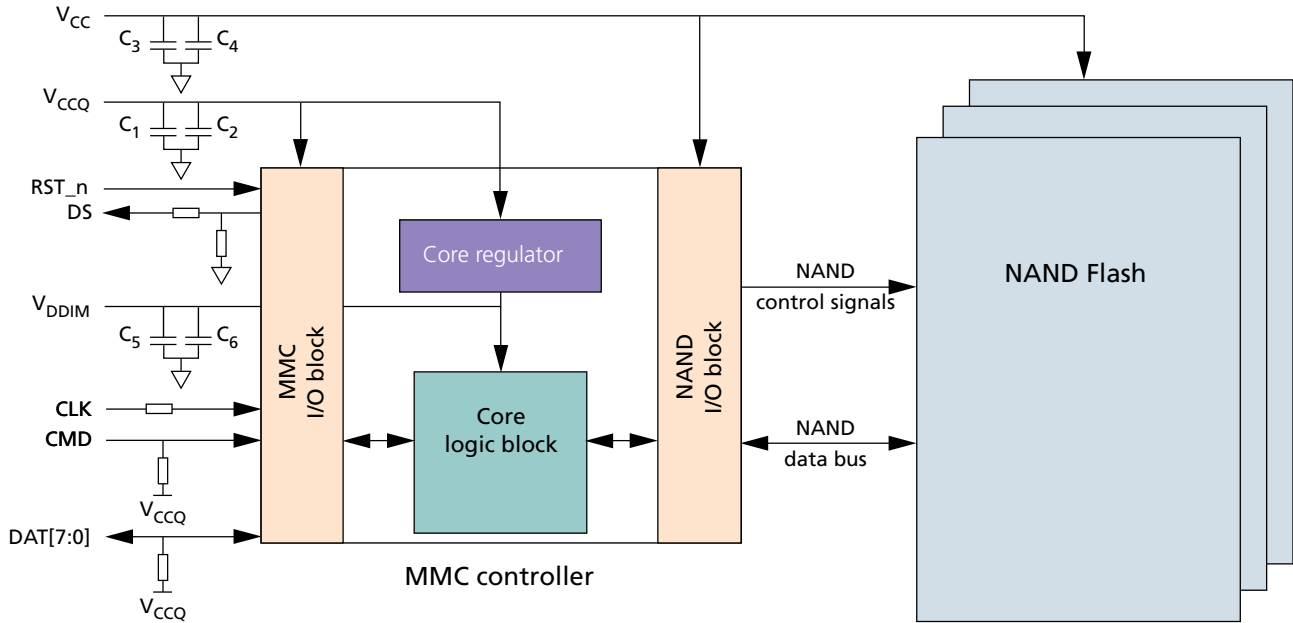 VCC
C3 C4
VCCQ
C1 C2
RST_n
DS
Core regulator
NAND
control signals
NAND Flash
VDDIM
C5 C6
MMC
I/O block
NAND
I/O block
CLK
CMD
Core
logic block
NAND
data bus
VCCQ
DAT[7:0]
MMC controller
VCCQ